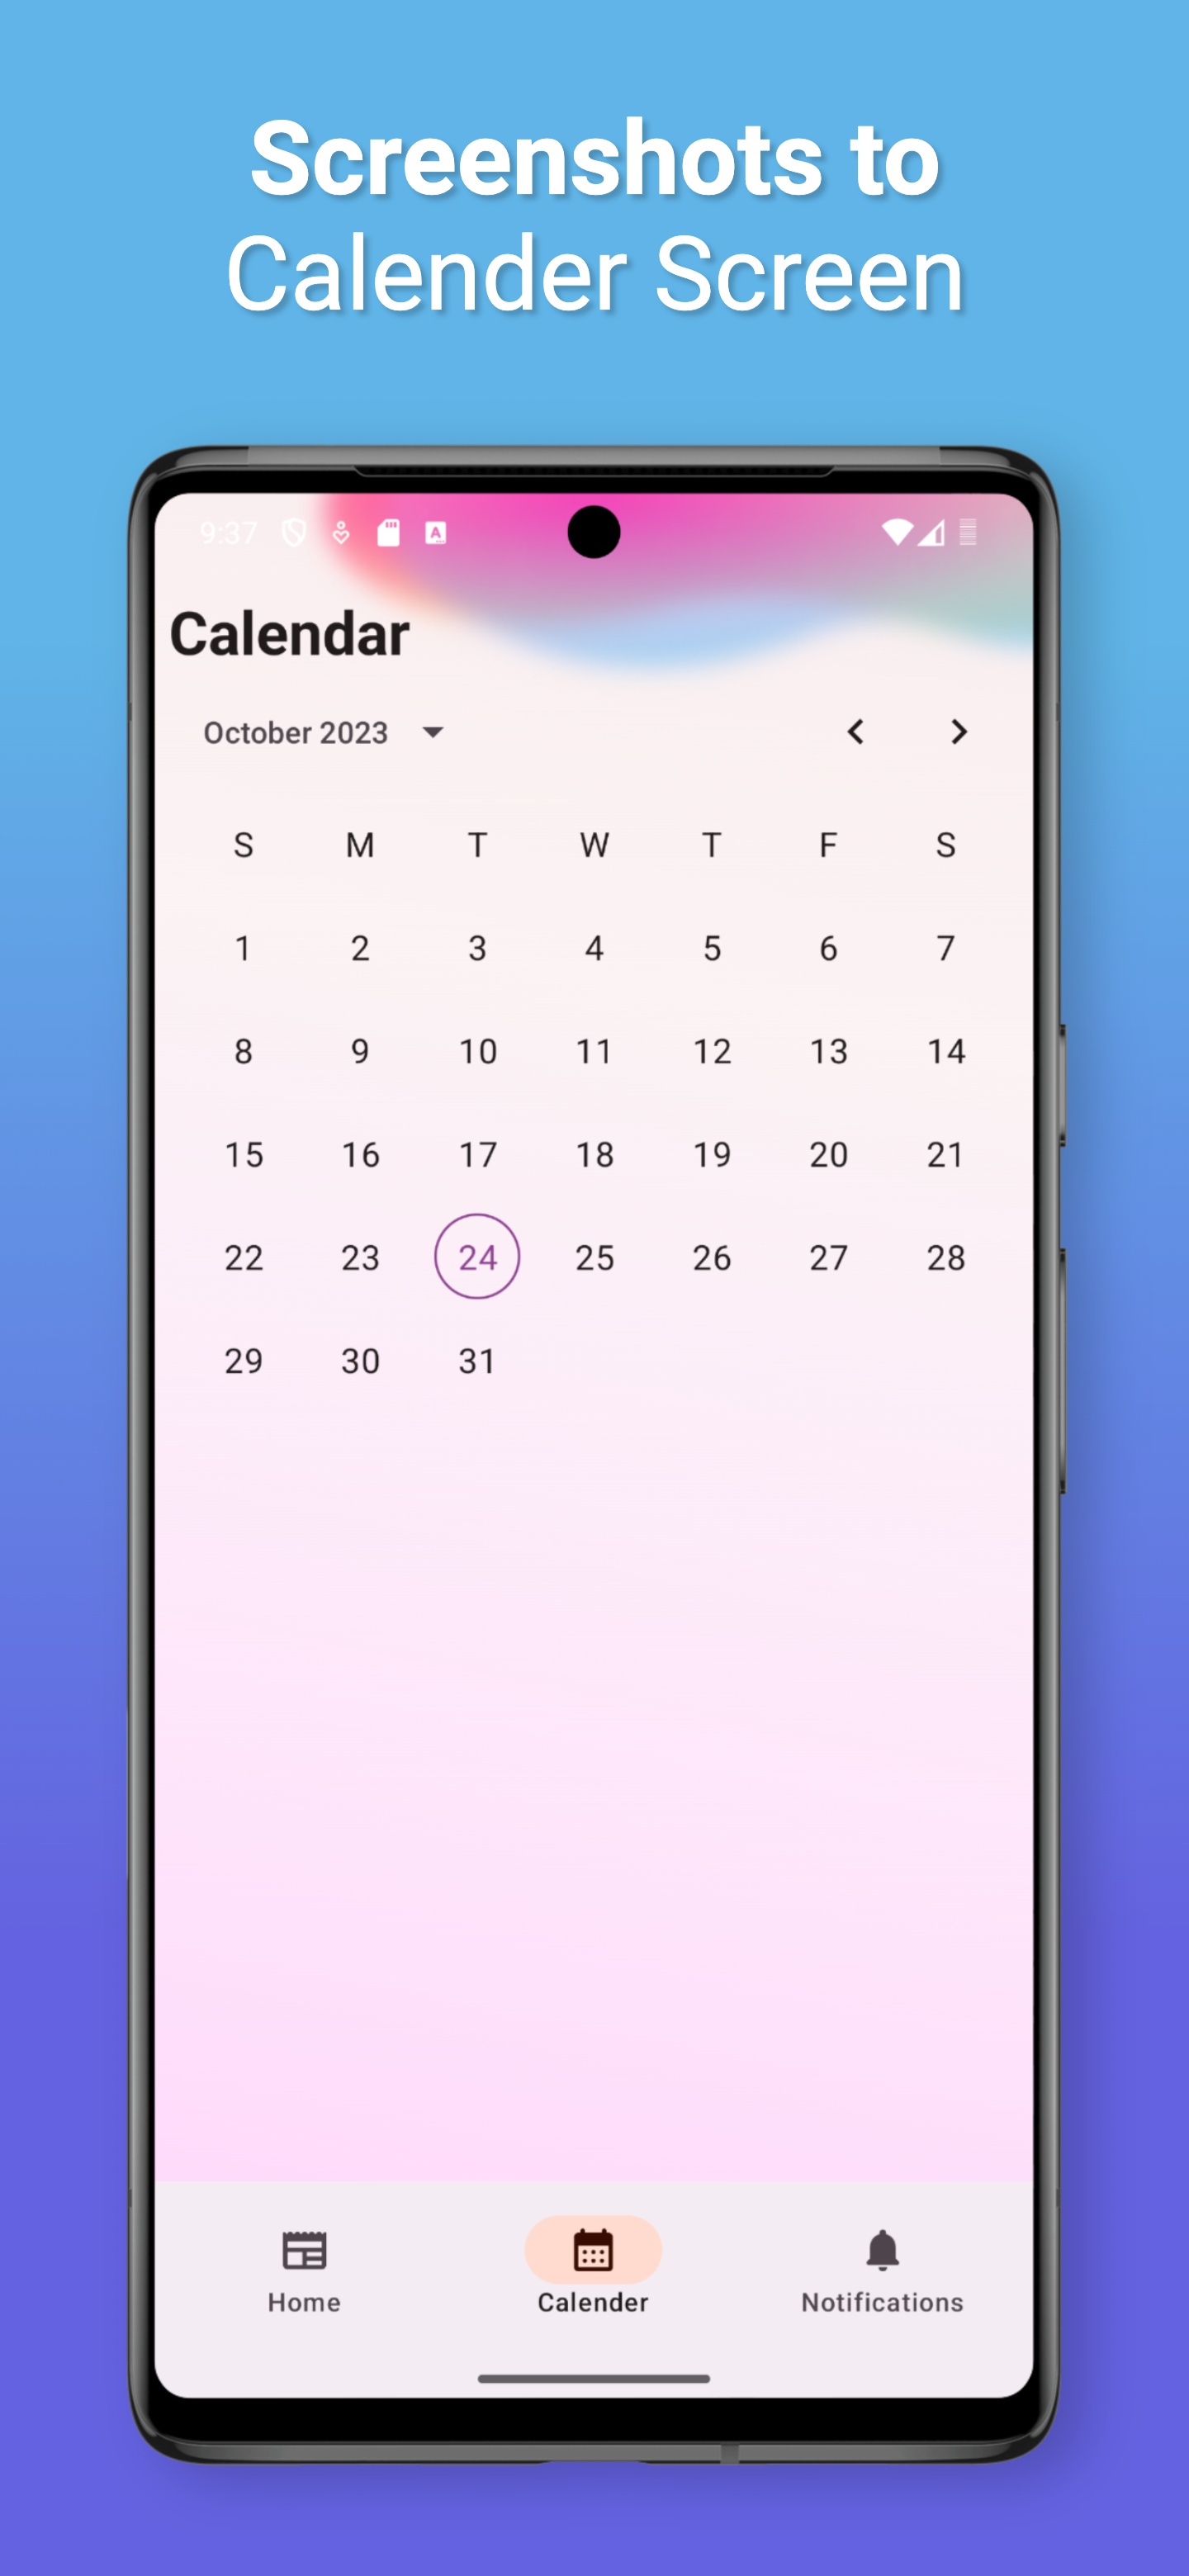 Screenshots to
Calender Screen
9:37
Calendar
October 2023
S M T W T F S
1 2 3 4 5 6 7
8 9 10 11 12 13 14
15 16 17 18 19 20 21
22 23 24 25 26 27 28
29 30 31
Home Calender Notifications